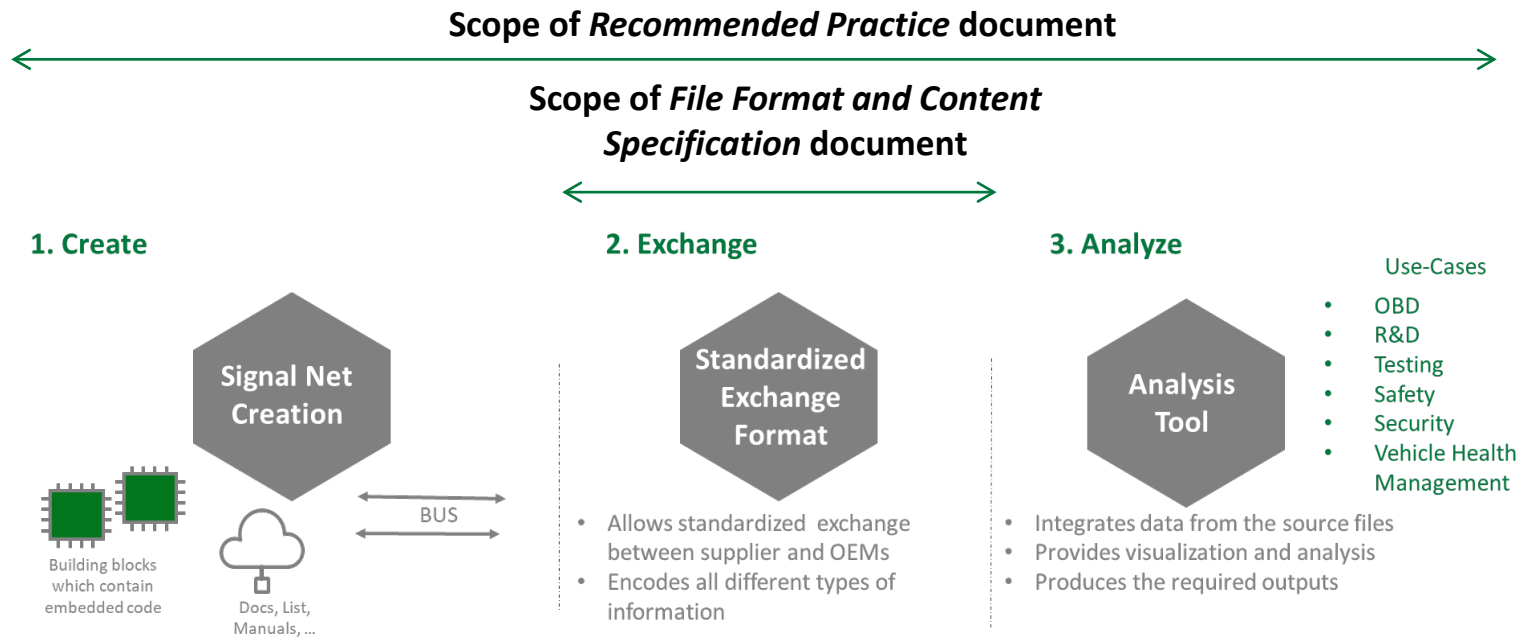 Scope of Recommended Practice document
Scope of File Format and Content
Specification document
1. Create
Signal Net
Creation
Building blocks
which contain
embedded code
Docs, List,
Manuals, ...
BUS
2. Exchange
Standardized
Exchange
Format
• Allows standardized exchange
between supplier and OEMs
• Encodes all different types of
information
3. Analyze
Analysis
Tool
Use-Cases
• OBD
• R&D
• Testing
• Safety
• Security
• Vehicle Health
Management
• Integrates data from the source files
• Provides visualization and analysis
• Produces the required outputs